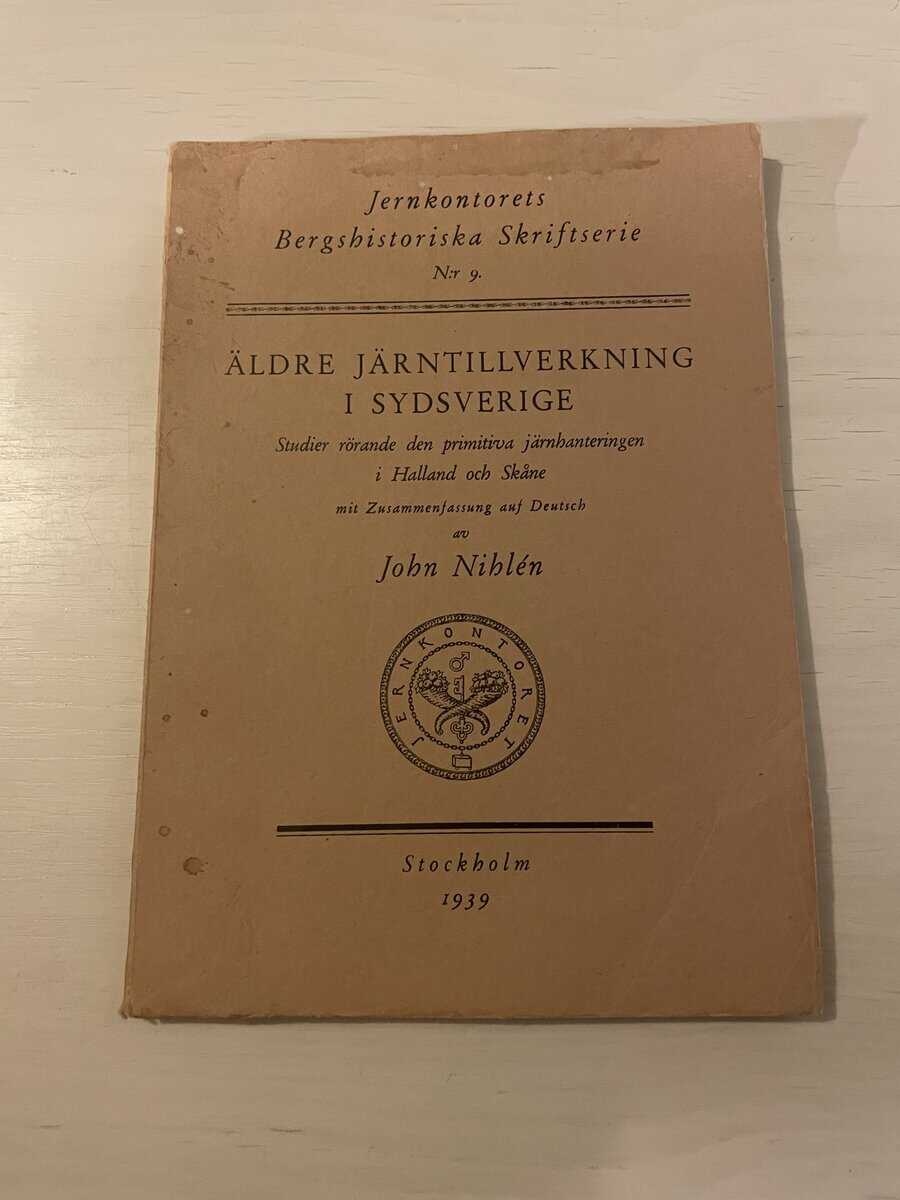 Jernkontorets
Bergshistoriska Skriftserie
N:r 9.
ÄLDRE JÄRNTILLVERKNING
I SYDSVERIGE
Studier rörande den primitiva järnhanteringen
i Halland och Skåne
mit Zusammenfassung auf Deutsch
av
John Nihlén
JERNKONTORET
Stockholm
1939